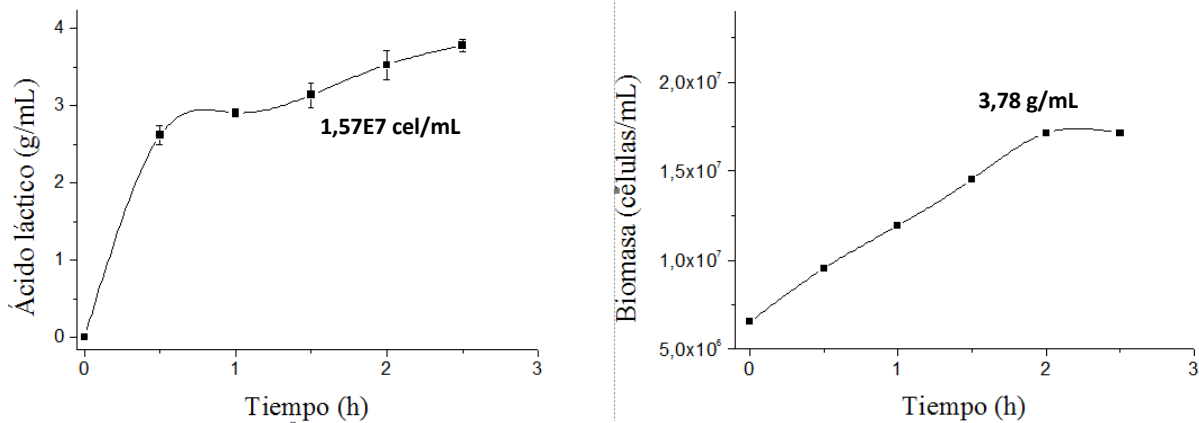 Ácido láctico (g/mL)
4
3
2
1
0
1,57E7 cel/mL
0
1
2
3
Tiempo (h)
Biomasa (células/mL)
2,0x10⁷
1,5x10⁷
1,0x10⁷
5,0x10⁶
3,78 g/mL
0
1
2
3
Tiempo (h)